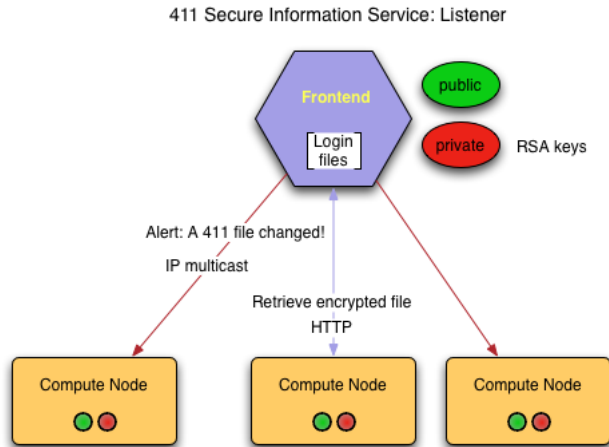 411 Secure Information Service: Listener
Frontend
public
Login
files
private
RSA keys
Alert: A 411 file changed!
IP multicast
Retrieve encrypted file
HTTP
Compute Node
Compute Node
Compute Node